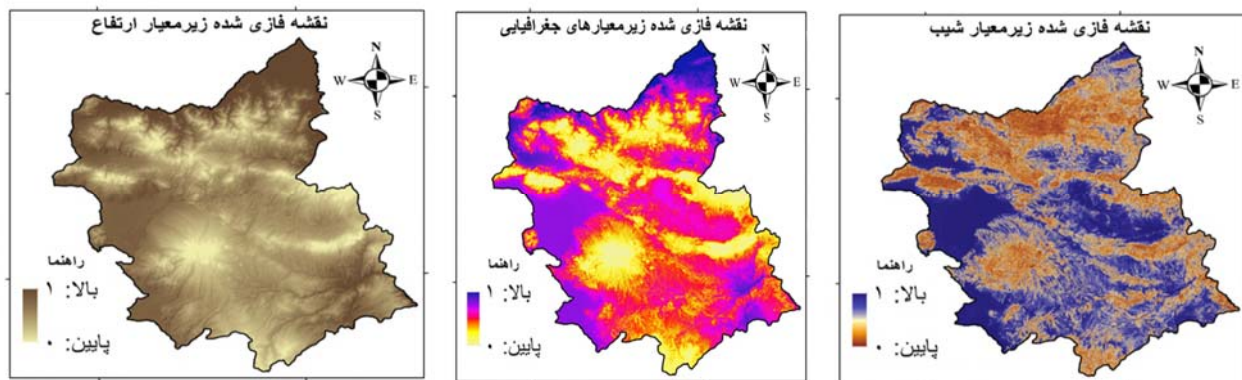 نقشه فازی شده زیرمعیار ارتفاع
N
W E
S
راهنما
بالا: ۱
پایین: ۰
نقشه فازی شده زیرمعیارهای جغرافیایی
N
W E
S
راهنما
بالا: ۱
پایین: ۰
نقشه فازی شده زیرمعیار شیب
N
W E
S
راهنما
بالا: ۱
پایین: ۰